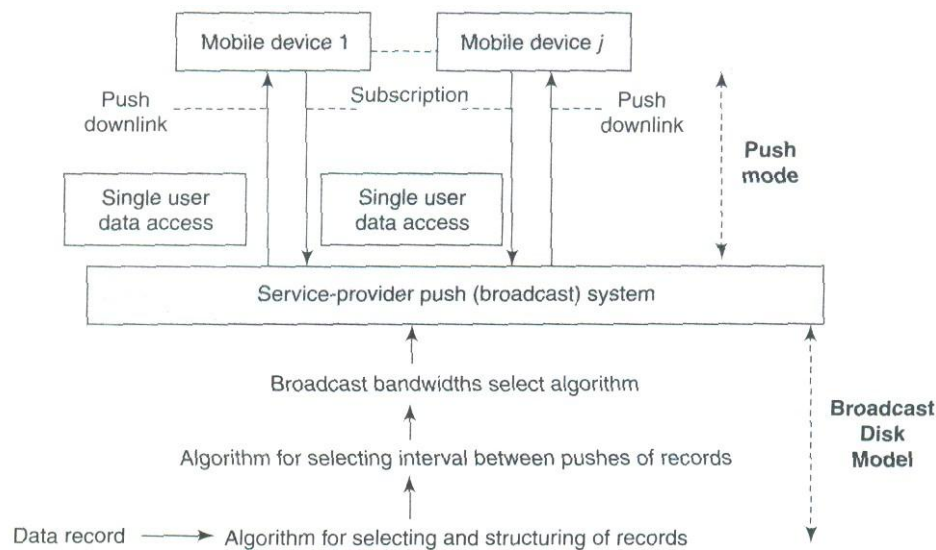 Mobile device 1
Mobile device j
Push
downlink
Subscription
Push
downlink
Push
mode
Single user
data access
Single user
data access
Service-provider push (broadcast) system
Broadcast bandwidths select algorithm
Broadcast
Disk
Model
Algorithm for selecting interval between pushes of records
Data record
Algorithm for selecting and structuring of records